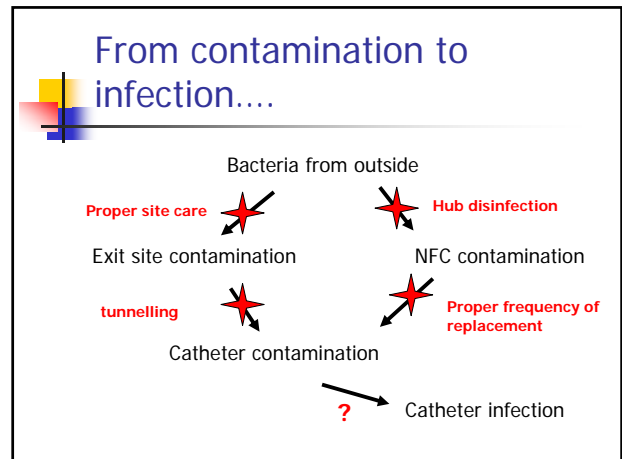 From contamination to
infection....
Bacteria from outside
Proper site care
Hub disinfection
Exit site contamination
NFC contamination
tunnelling
Proper frequency of
replacement
Catheter contamination
?
Catheter infection